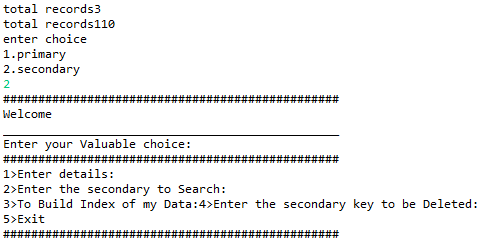 total records3
total records110
enter choice
1.primary
2.secondary
2
################################################
Welcome
________________________________________________
Enter your Valuable choice:
################################################
1>Enter details:
2>Enter the secondary to Search:
3>To Build Index of my Data:4>Enter the secondary key to be Deleted:
5>Exit
################################################